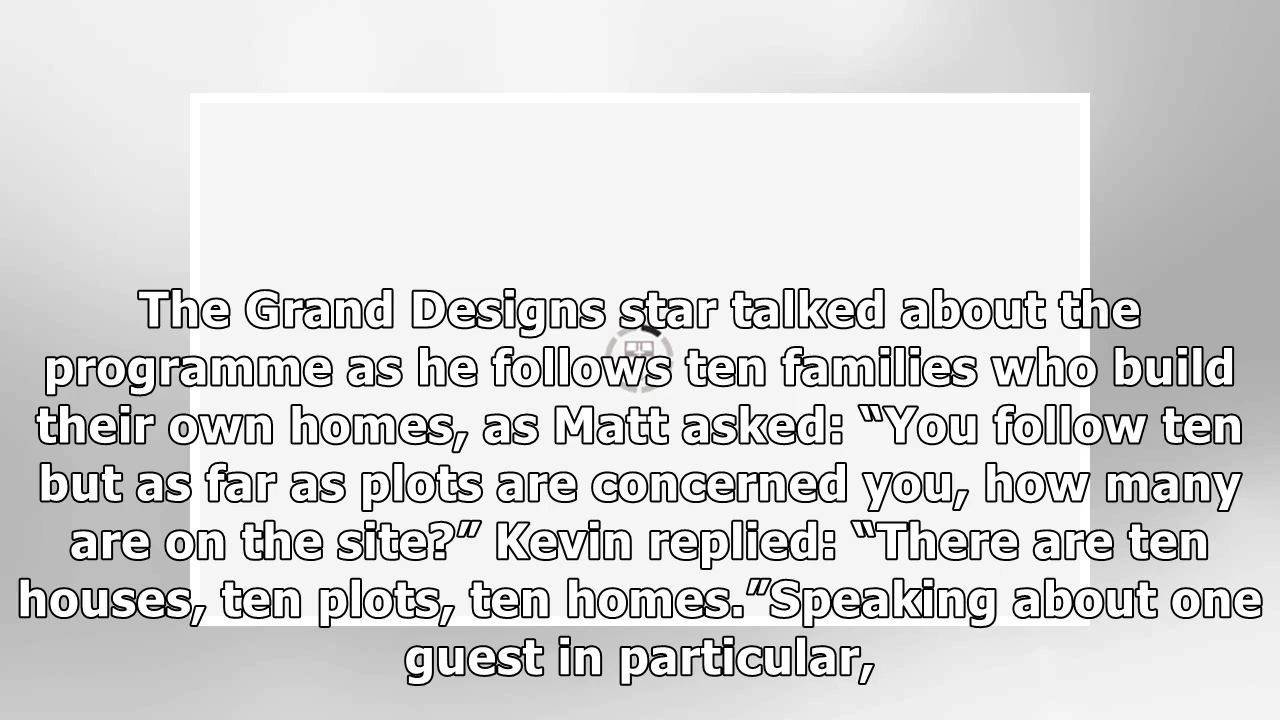 The Grand Designs star talked about the
programme as he follows ten families who build
their own homes, as Matt asked: “You follow ten
but as far as plots are concerned you, how many
are on the site?” Kevin replied: “There are ten
houses, ten plots, ten homes.”Speaking about one
guest in particular,